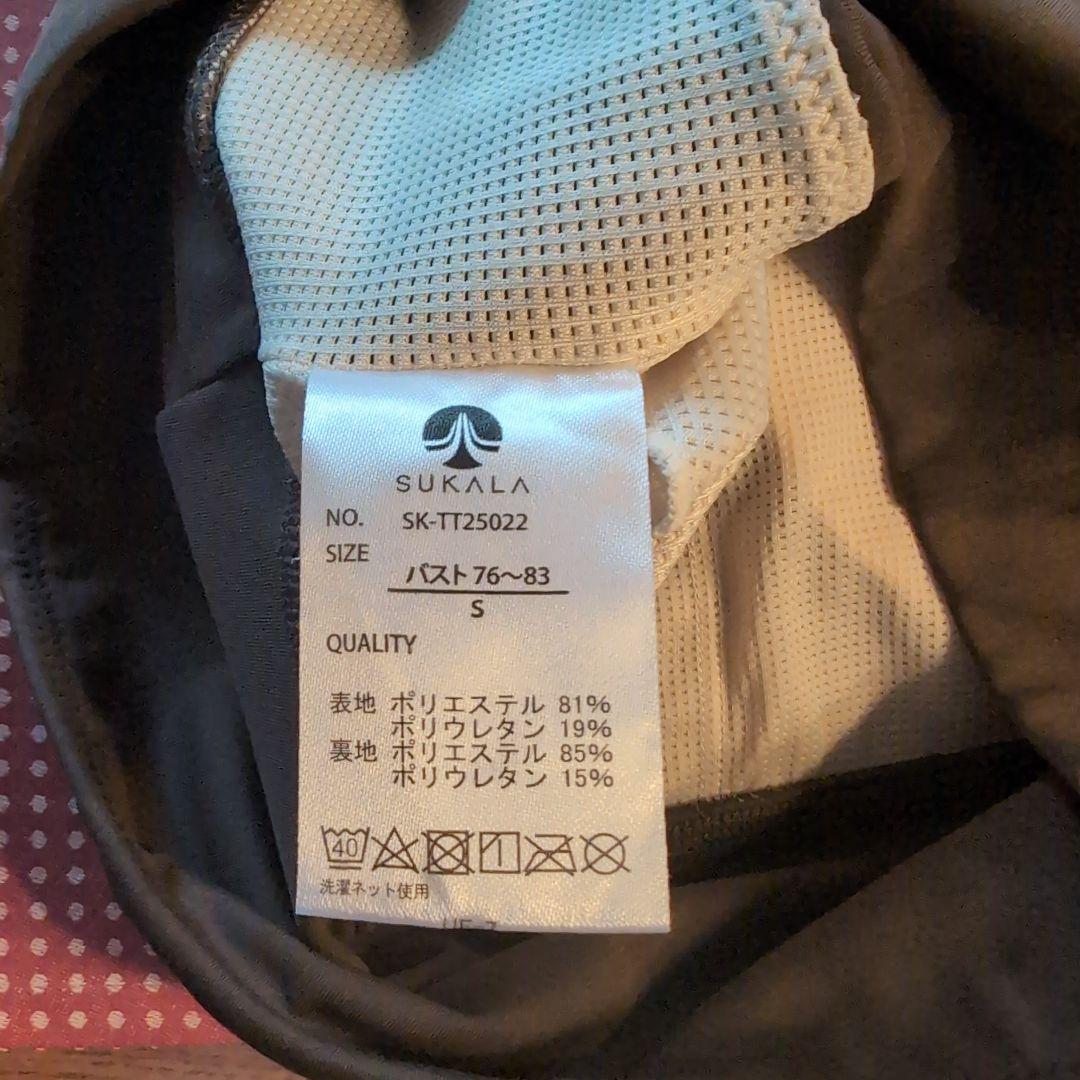 SUKALA
NO. SK-TT25022
SIZE
バスト 76～83
S
QUALITY
表地 ポリエステル 81%
ポリウレタン 19%
裏地 ポリエステル 85%
ポリウレタン 15%
40
洗濯ネット使用